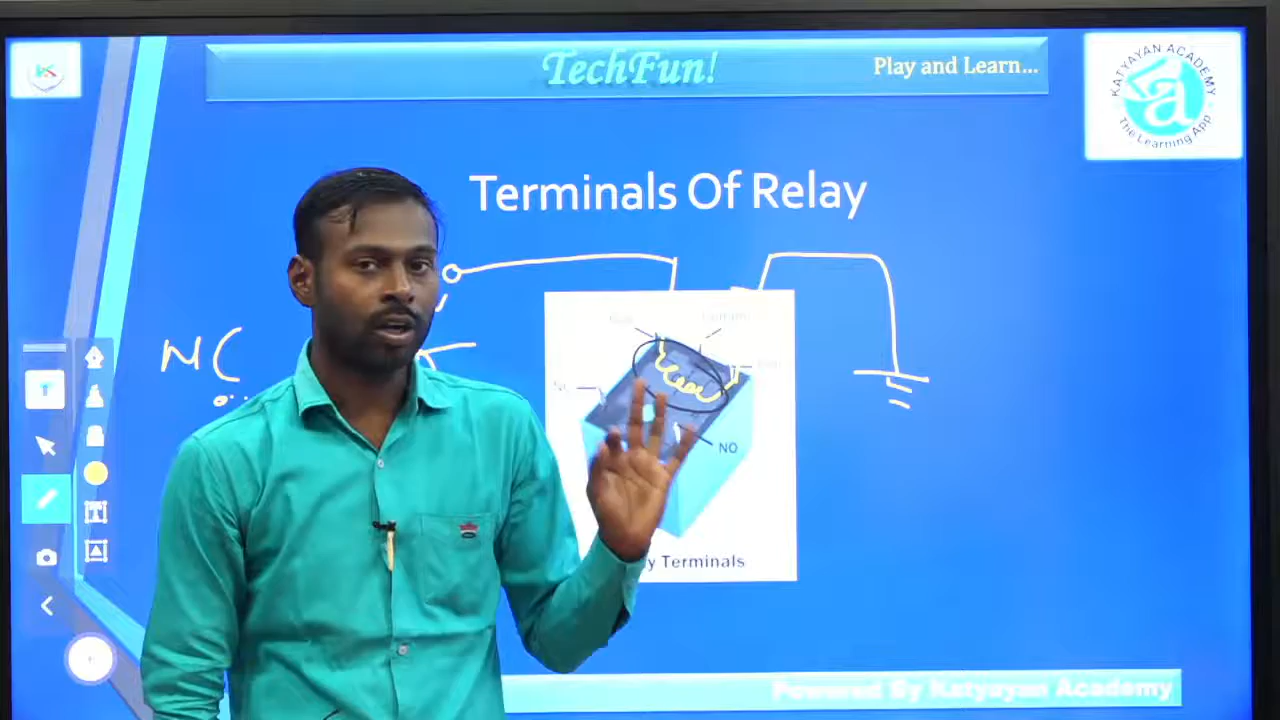 TechFun!
Play and Learn...
KATYAYAN ACADEMY
The Learning App
a
K
Terminals Of Relay
NC
NO
Terminals
Powered By Katyayan Academy